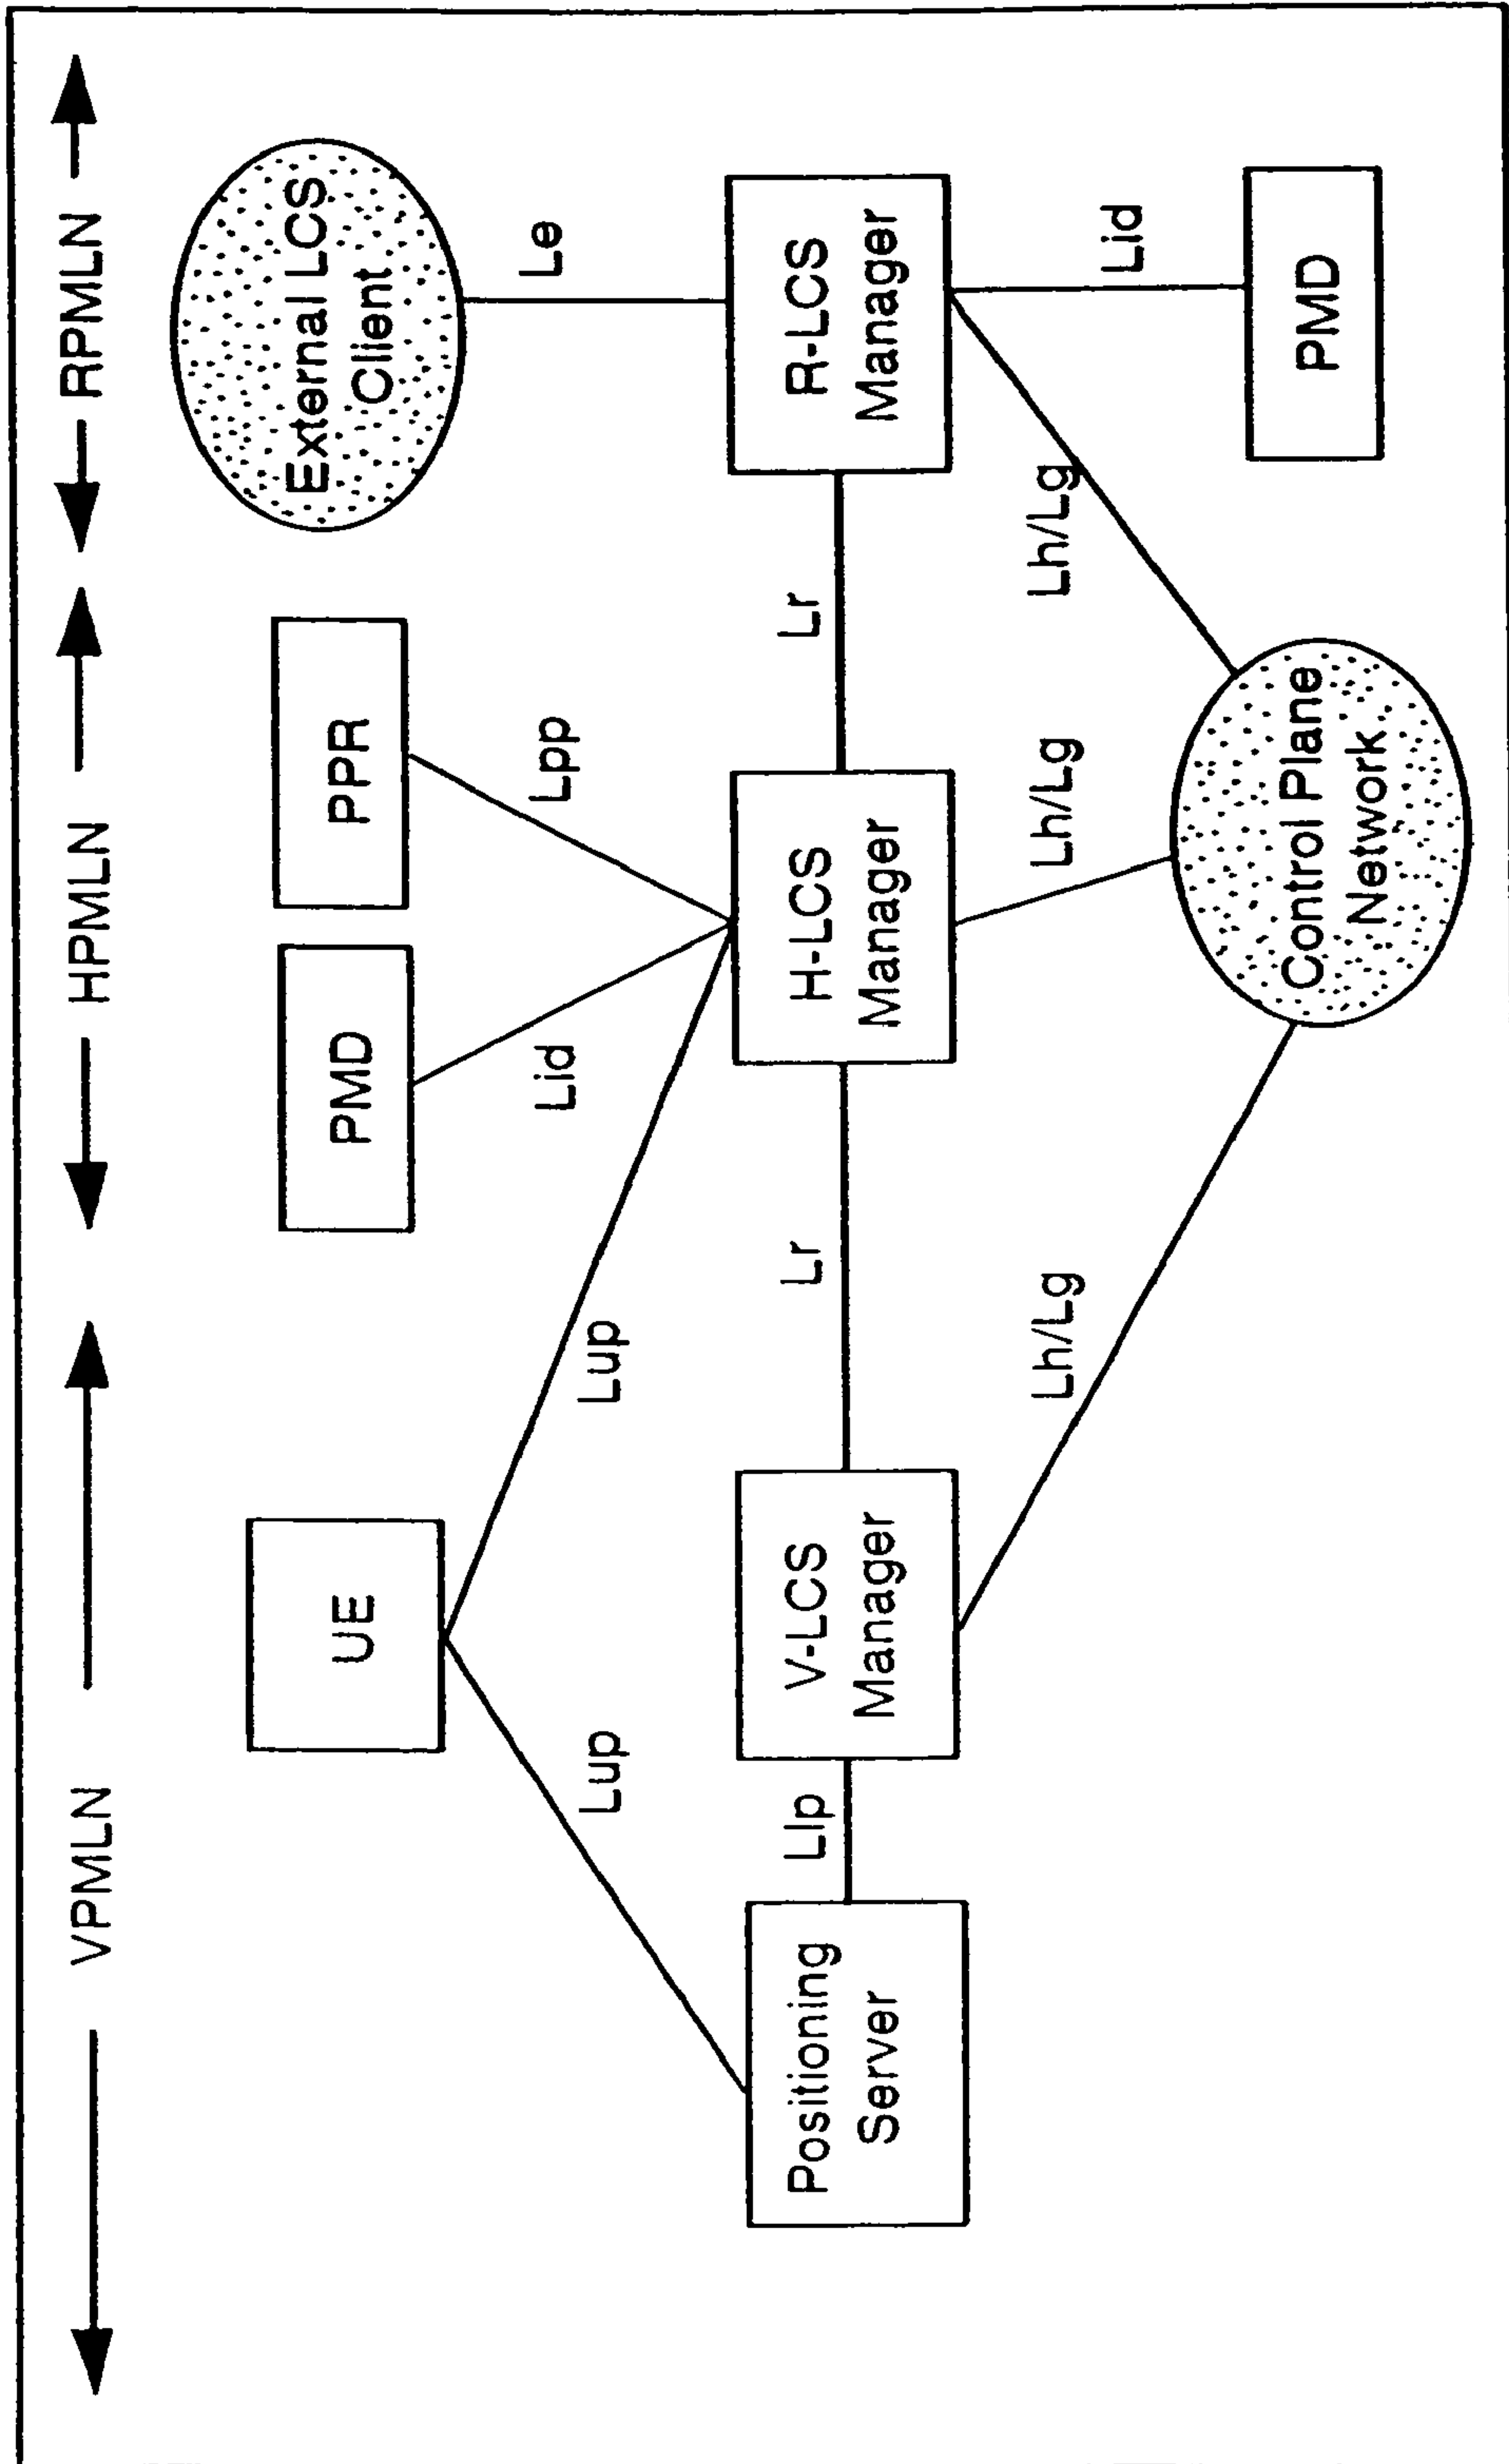 VPMLN
HPMLN
RPMLN
UE
PMD
PPR
External LCS
Client
Lup
Lup
Lid
Lpp
Le
Positioning
Server
Llp
V-LCS
Manager
Lr
H-LCS
Manager
Lr
R-LCS
Manager
Lh/Lg
Lh/Lg
Lh/Lg
Lid
Control Plane
Network
PMD